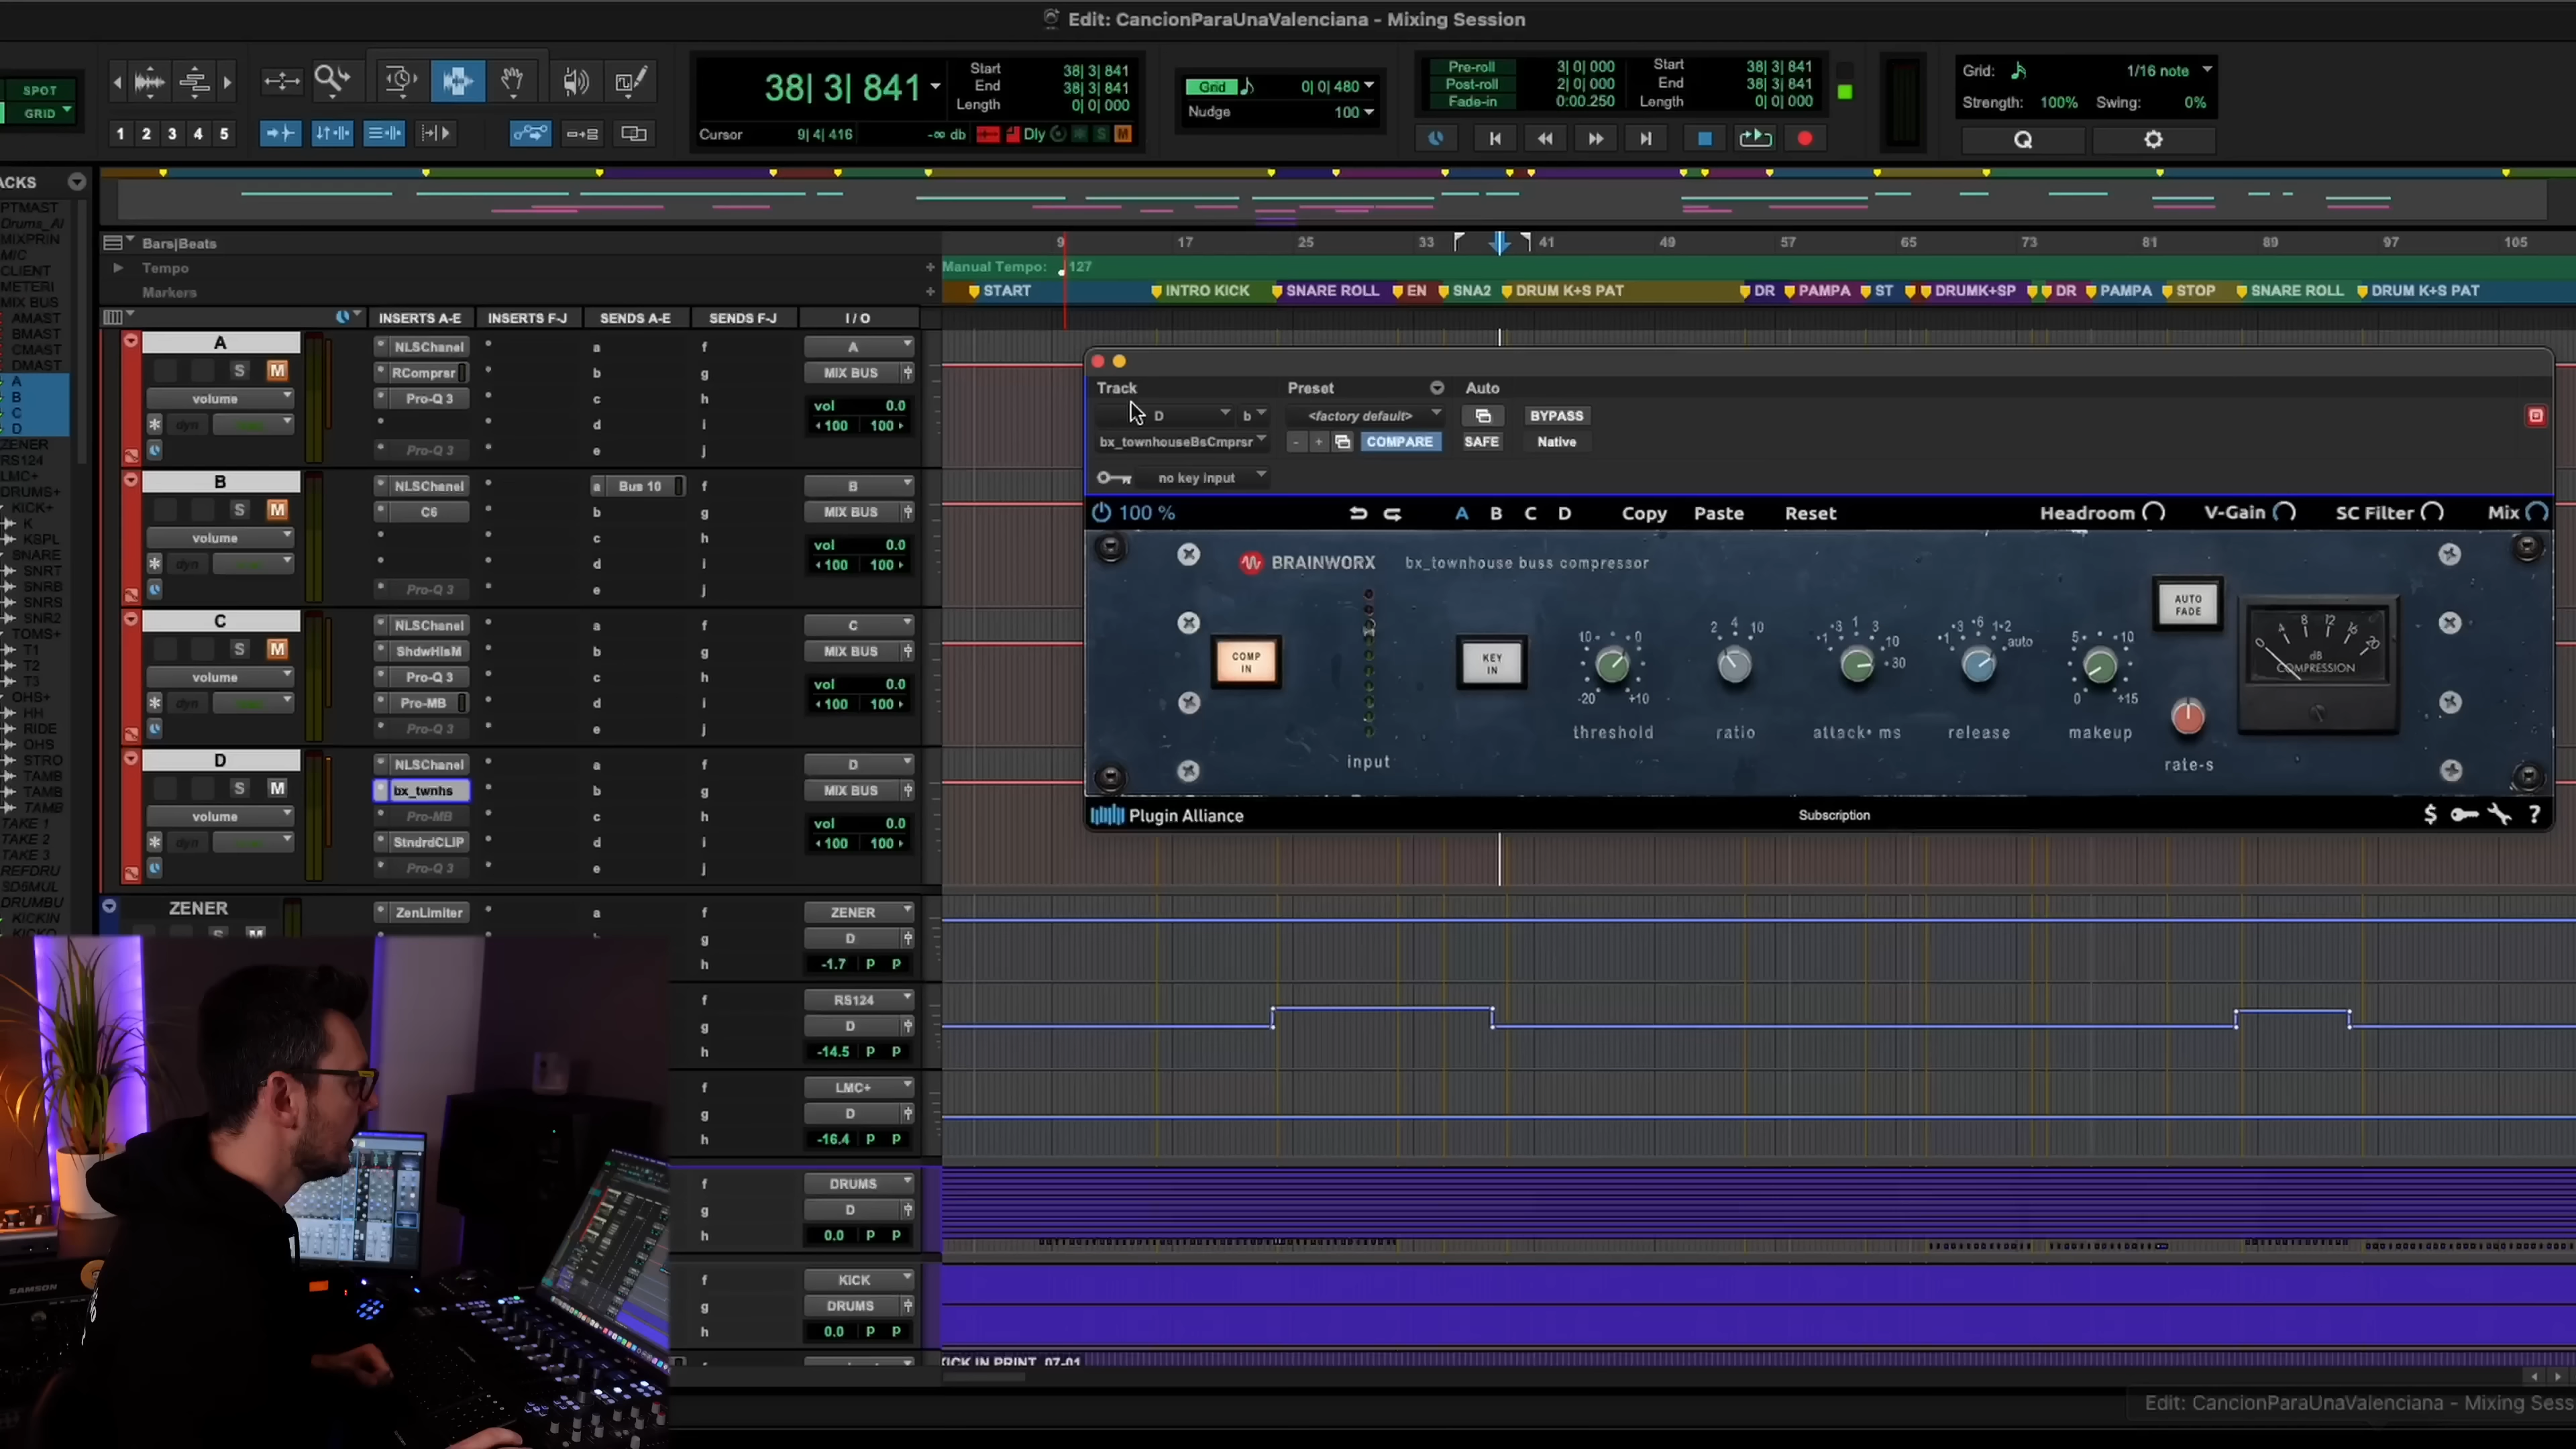 Edit: CancionParaUnaValenciana - Mixing Session
SPOT
GRID
1 2 3 4 5
38| 3| 841
Start 38| 3| 841
End 38| 3| 841
Length 0| 0| 000
Cursor 9| 4| 416 -∞ db Dly S M
Grid 0| 0| 480
Nudge 100
Pre-roll 3| 0| 000
Post-roll 2| 0| 000
Fade-in 0:00.250
Start 38| 3| 841
End 38| 3| 841
Length 0| 0| 000
Grid: 1/16 note
Strength: 100% Swing: 0%
Q
ACKS
PTMAST
Drums_Al
MIXPRIN
MIC
CLIENT
METERI
MIX BUS
AMAST
BMAST
CMAST
DMAST
A
B
C
D
ZENER
RS124
LMC+
DRUMS+
KICK+
K
KSPL
SNARE
SNRT
SNRB
SNRS
SNR2
TOMS+
T1
T2
T3
OHS+
HH
RIDE
OHS
STRO
TAMB
TAMB
TAMB
TAKE 1
TAKE 2
TAKE 3
REFDRU
SD6MUL
DRUMBU
KICKIN
Bars|Beats 9 17 25 33 41 49 57 65 73 81 89 97 105
Tempo Manual Tempo: 127
Markers START INTRO KICK SNARE ROLL EN SNA2 DRUM K+S PAT DR PAMPA ST DRUMK+SP DR PAMPA STOP SNARE ROLL DRUM K+S PAT
INSERTS A-E INSERTS F-J SENDS A-E SENDS F-J I / O
A NLSChanel a f A
S M RComprsr b g MIX BUS
volume Pro-Q 3 c h vol 0.0
dyn d i 100 100
Pro-Q 3 e j
B NLSChanel a Bus 10 f B
S M C6 b g MIX BUS
volume c h vol 0.0
dyn d i 100 100
Pro-Q 3 e j
C NLSChanel a f C
S M ShdwHlsM b g MIX BUS
volume Pro-Q 3 c h vol 0.0
dyn Pro-MB d i 100 100
Pro-Q 3 e j
D NLSChanel a f D
S M bx_twnhs b g MIX BUS
volume Pro-MB c h vol 0.0
dyn StndrdCLIP d i 100 100
Pro-Q 3 e j
ZENER ZenLimiter a f ZENER
S M g D
h -1.7 P P
f RS124
g D
h -14.5 P P
f LMC+
g D
h -16.4 P P
f DRUMS
g D
h 0.0 P P
f KICK
g DRUMS
h 0.0 P P
KICK IN PRINT_07-01
Track Preset Auto
D b <factory default> BYPASS
bx_townhouseBsCmprsr - + COMPARE SAFE Native
no key input
100 % A B C D Copy Paste Reset Headroom V-Gain SC Filter Mix
BRAINWORX bx_townhouse buss compressor
COMP IN
input
KEY IN
10 0 -20 +10
threshold
2 4 10
ratio
.1 .3 1 3 10 30
attack• ms
.1 .3 .6 1.2 auto
release
5 10 0 +15
makeup
AUTO FADE
rate-s
0 4 8 12 16 20
dB
COMPRESSION
Plugin Alliance Subscription $ ?
SAMSON
Edit: CancionParaUnaValenciana - Mixing Sess